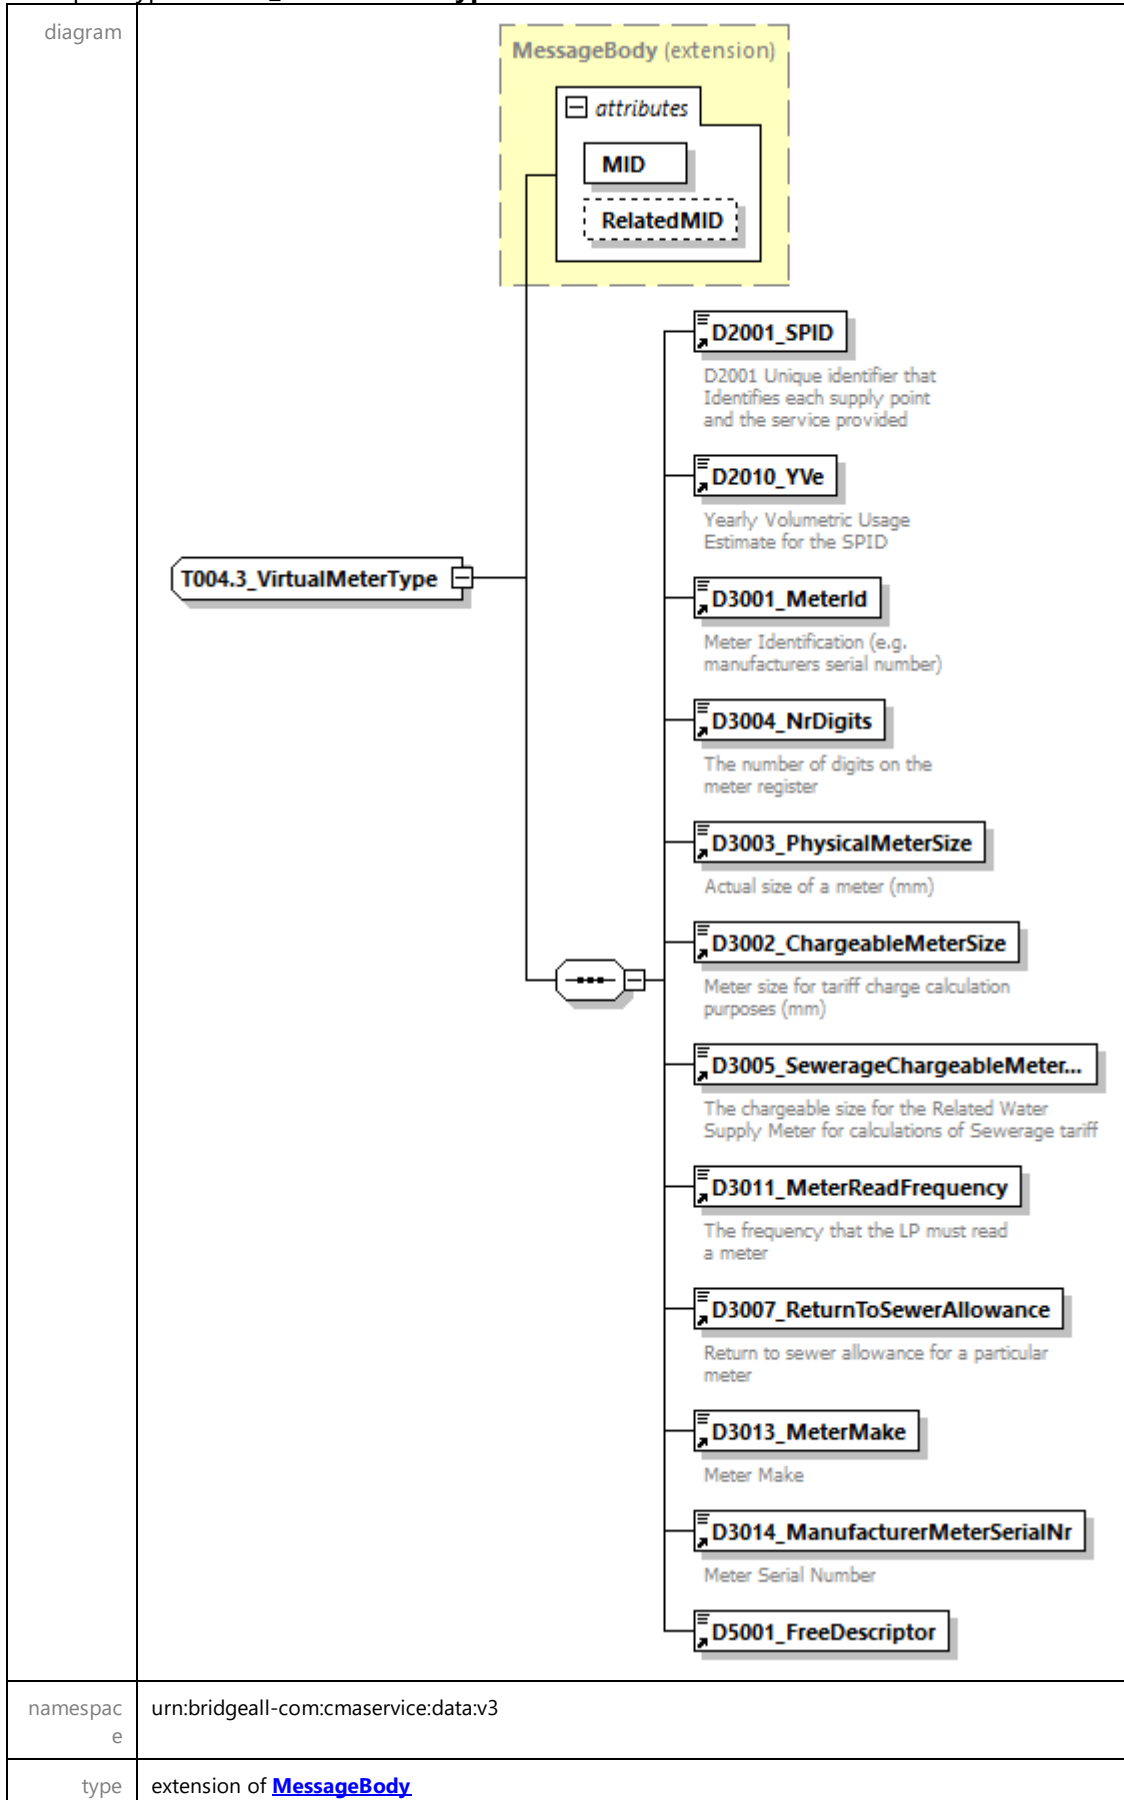 diagram
MessageBody (extension)
attributes
MID
RelatedMID
D2001_SPID
D2001 Unique identifier that
Identifies each supply point
and the service provided
D2010_YVe
Yearly Volumetric Usage
Estimate for the SPID
T004.3_VirtualMeterType
D3001_MeterId
Meter Identification (e.g.
manufacturers serial number)
D3004_NrDigits
The number of digits on the
meter register
D3003_PhysicalMeterSize
Actual size of a meter (mm)
D3002_ChargeableMeterSize
Meter size for tariff charge calculation
purposes (mm)
D3005_SewerageChargeableMeter...
The chargeable size for the Related Water
Supply Meter for calculations of Sewerage tariff
D3011_MeterReadFrequency
The frequency that the LP must read
a meter
D3007_ReturnToSewerAllowance
Return to sewer allowance for a particular
meter
D3013_MeterMake
Meter Make
D3014_ManufacturerMeterSerialNr
Meter Serial Number
D5001_FreeDescriptor
namespac
e
urn:bridgeall-com:cmaservice:data:v3
type
extension of MessageBody